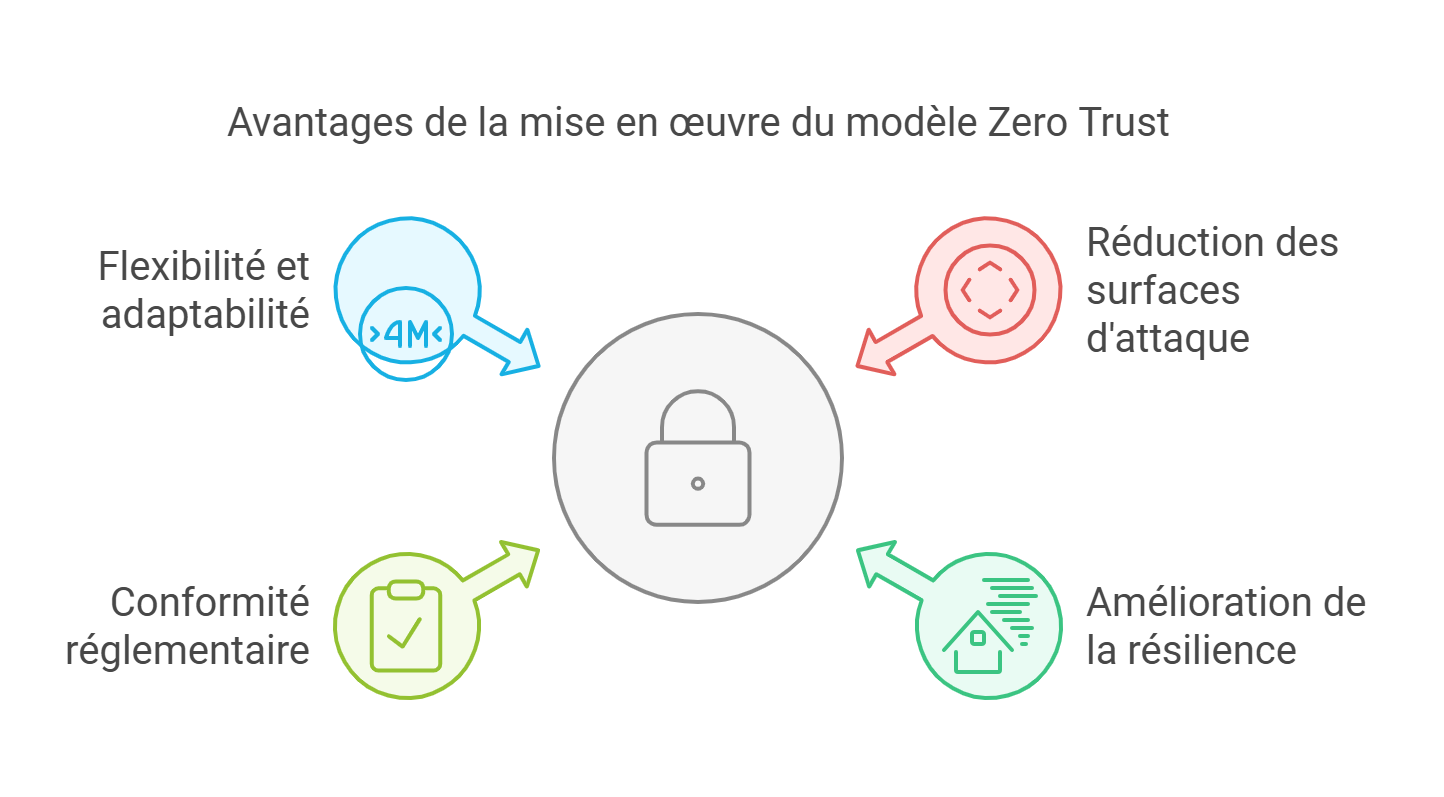 Avantages de la mise en œuvre du modèle Zero Trust
Flexibilité et
adaptabilité
>4M<
Réduction des
surfaces
d'attaque
Conformité
réglementaire
Amélioration de
la résilience